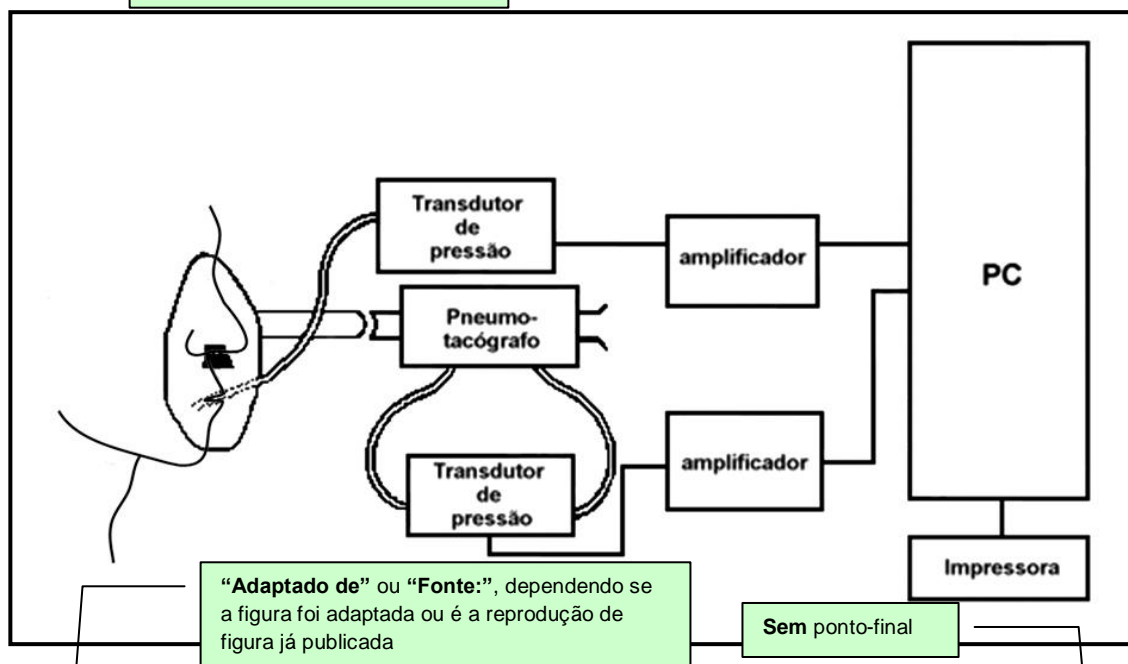 Transdutor
de
pressão
amplificador
PC
Pneumo-
tacógrafo
Transdutor
de
pressão
amplificador
Impressora
“Adaptado de” ou “Fonte:”, dependendo se
a figura foi adaptada ou é a reprodução de
figura já publicada
Sem ponto-final